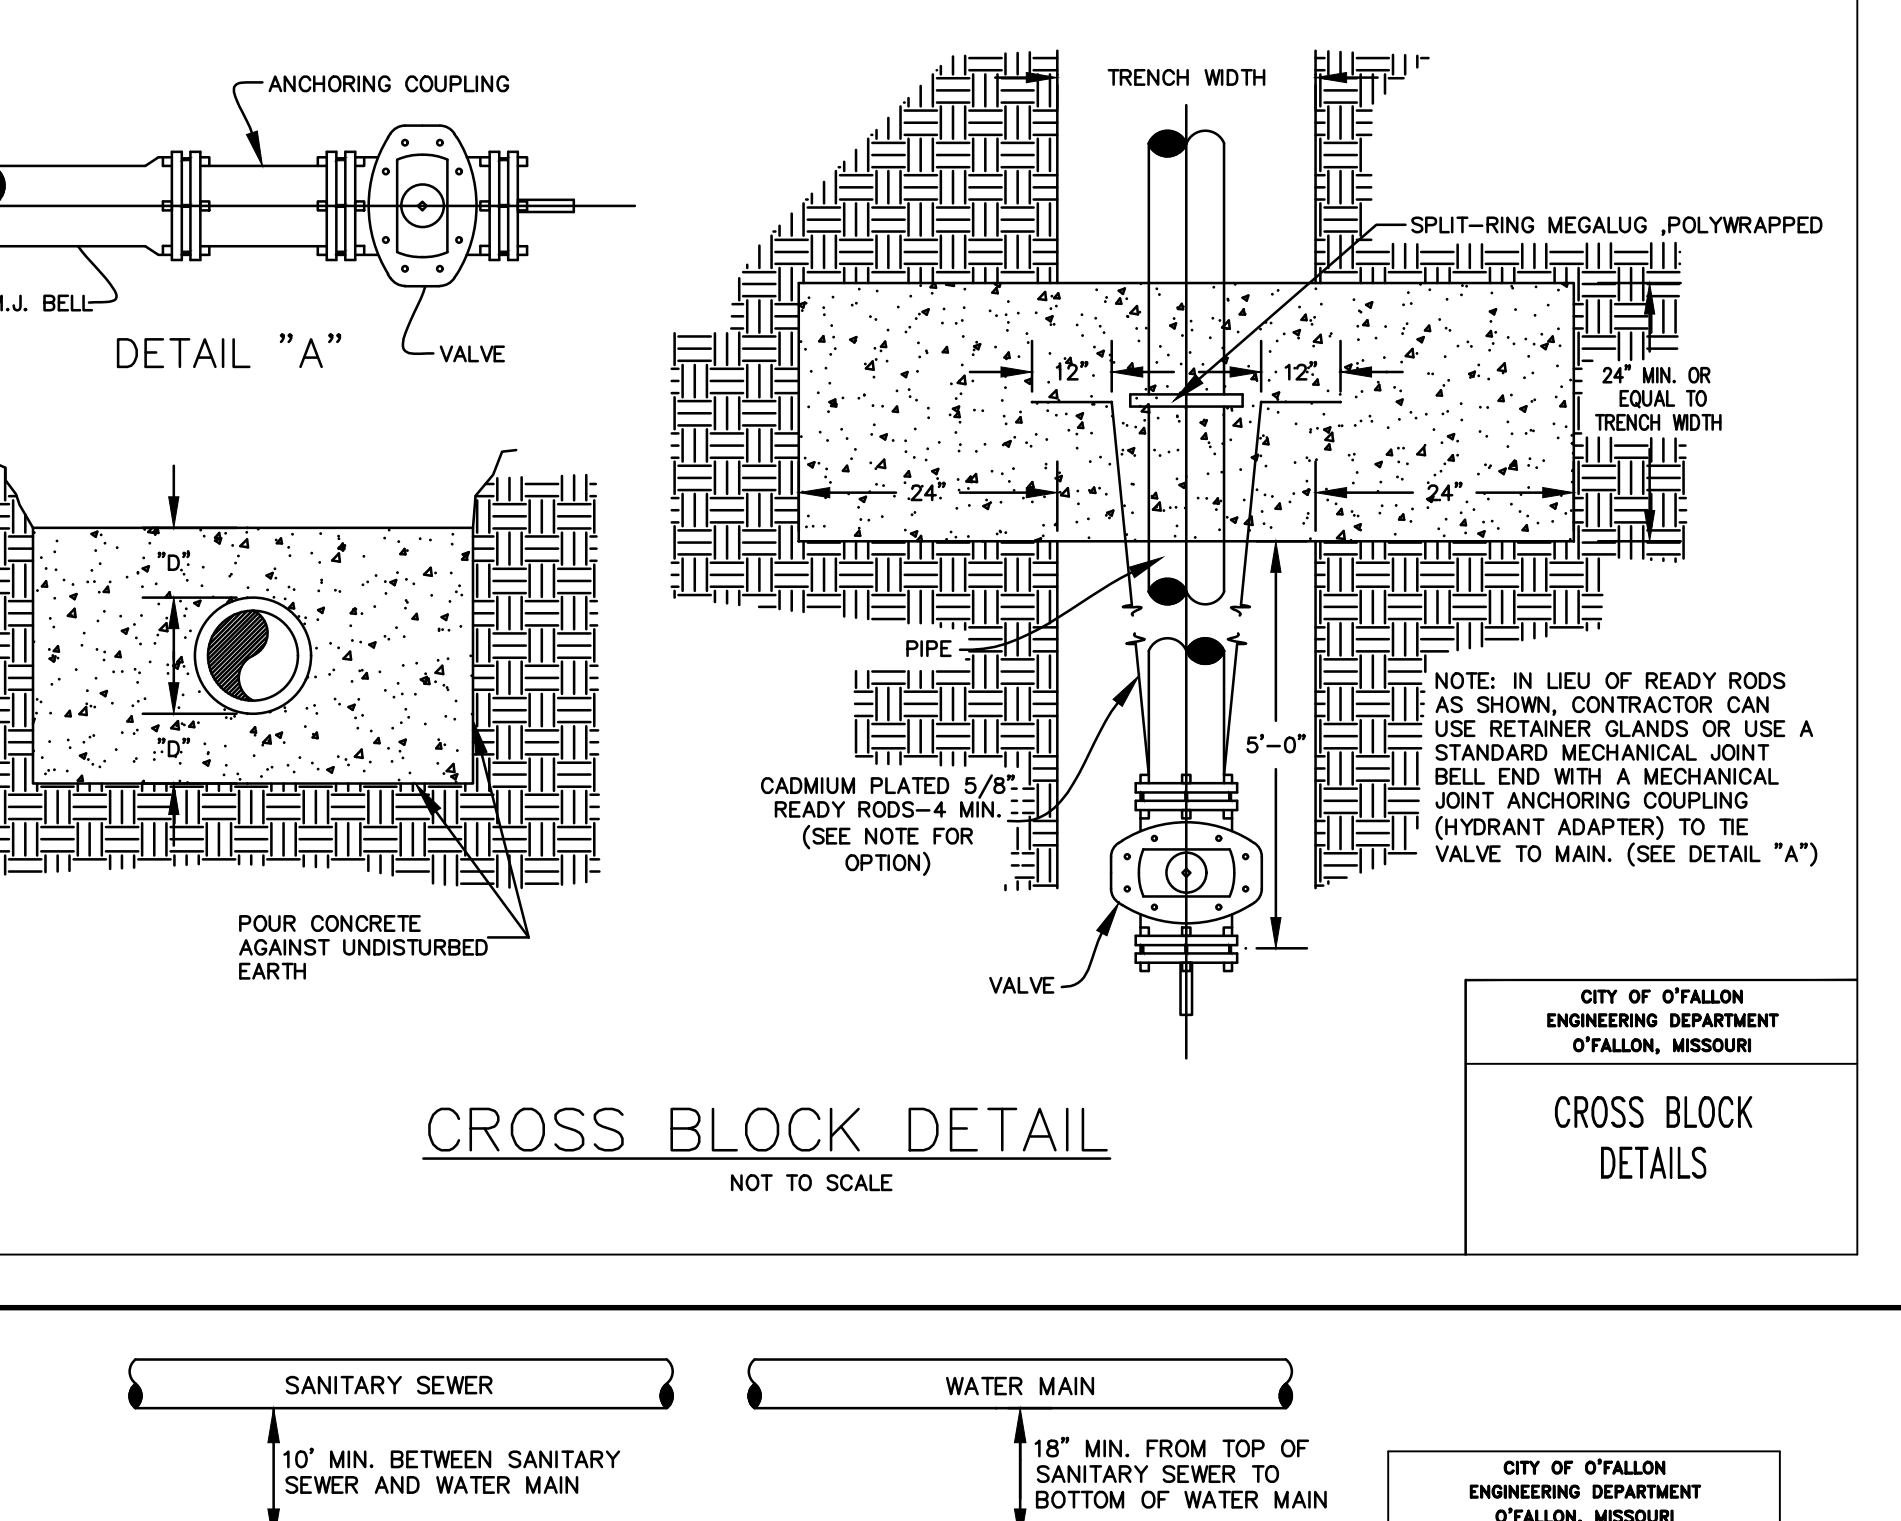 ANCHORING COUPLING
M.J. BELL
DETAIL "A"
VALVE
TRENCH WIDTH
SPLIT-RING MEGALUG ,POLYWRAPPED
12"
12"
24" MIN. OR
EQUAL TO
TRENCH WIDTH
24"
24"
"D"
"D"
PIPE
5'-0"
CADMIUM PLATED 5/8"
READY RODS-4 MIN.
(SEE NOTE FOR
OPTION)
NOTE: IN LIEU OF READY RODS
AS SHOWN, CONTRACTOR CAN
USE RETAINER GLANDS OR USE A
STANDARD MECHANICAL JOINT
BELL END WITH A MECHANICAL
JOINT ANCHORING COUPLING
(HYDRANT ADAPTER) TO TIE
VALVE TO MAIN. (SEE DETAIL "A")
POUR CONCRETE
AGAINST UNDISTURBED
EARTH
VALVE
CROSS BLOCK DETAIL
NOT TO SCALE
CITY OF O'FALLON
ENGINEERING DEPARTMENT
O'FALLON, MISSOURI
CROSS BLOCK
DETAILS
SANITARY SEWER
10' MIN. BETWEEN SANITARY
SEWER AND WATER MAIN
WATER MAIN
18" MIN. FROM TOP OF
SANITARY SEWER TO
BOTTOM OF WATER MAIN
CITY OF O'FALLON
ENGINEERING DEPARTMENT
O'FALLON, MISSOURI